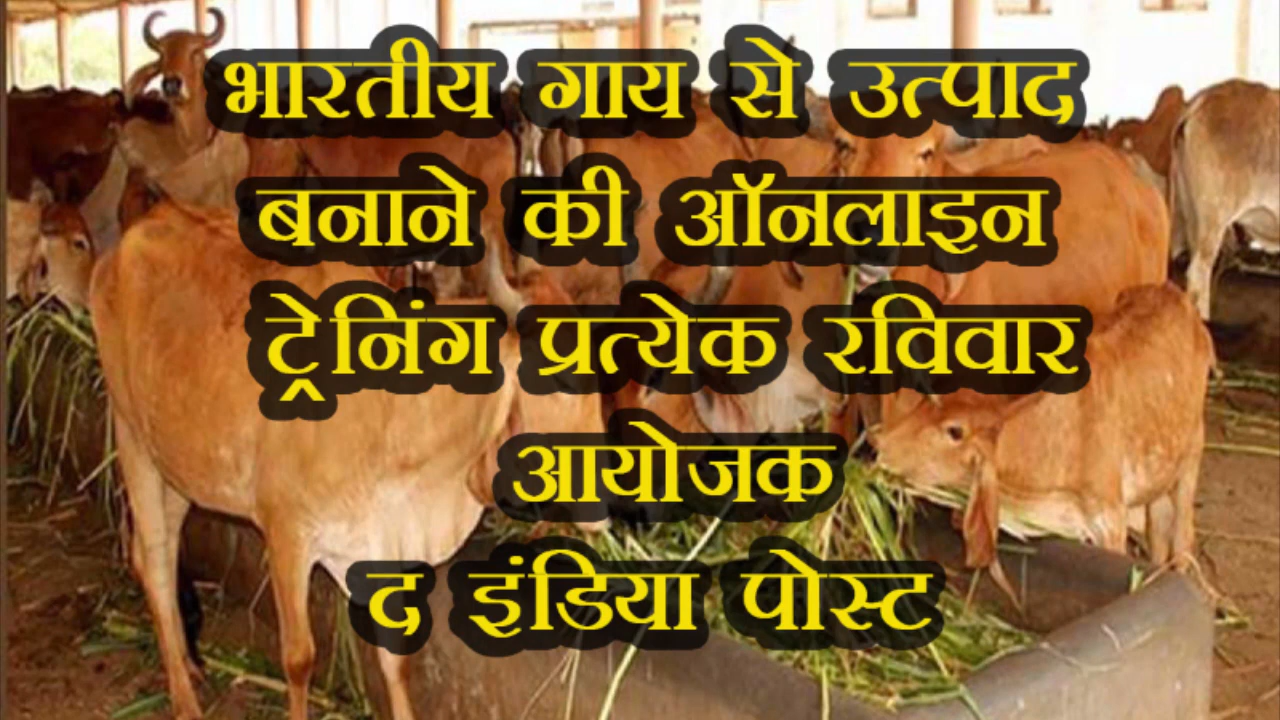 भारतीय गाय से उत्पाद
बनाने की ऑनलाइन
ट्रेनिंग प्रत्येक रविवार
आयोजक
द इंडिया पोस्ट